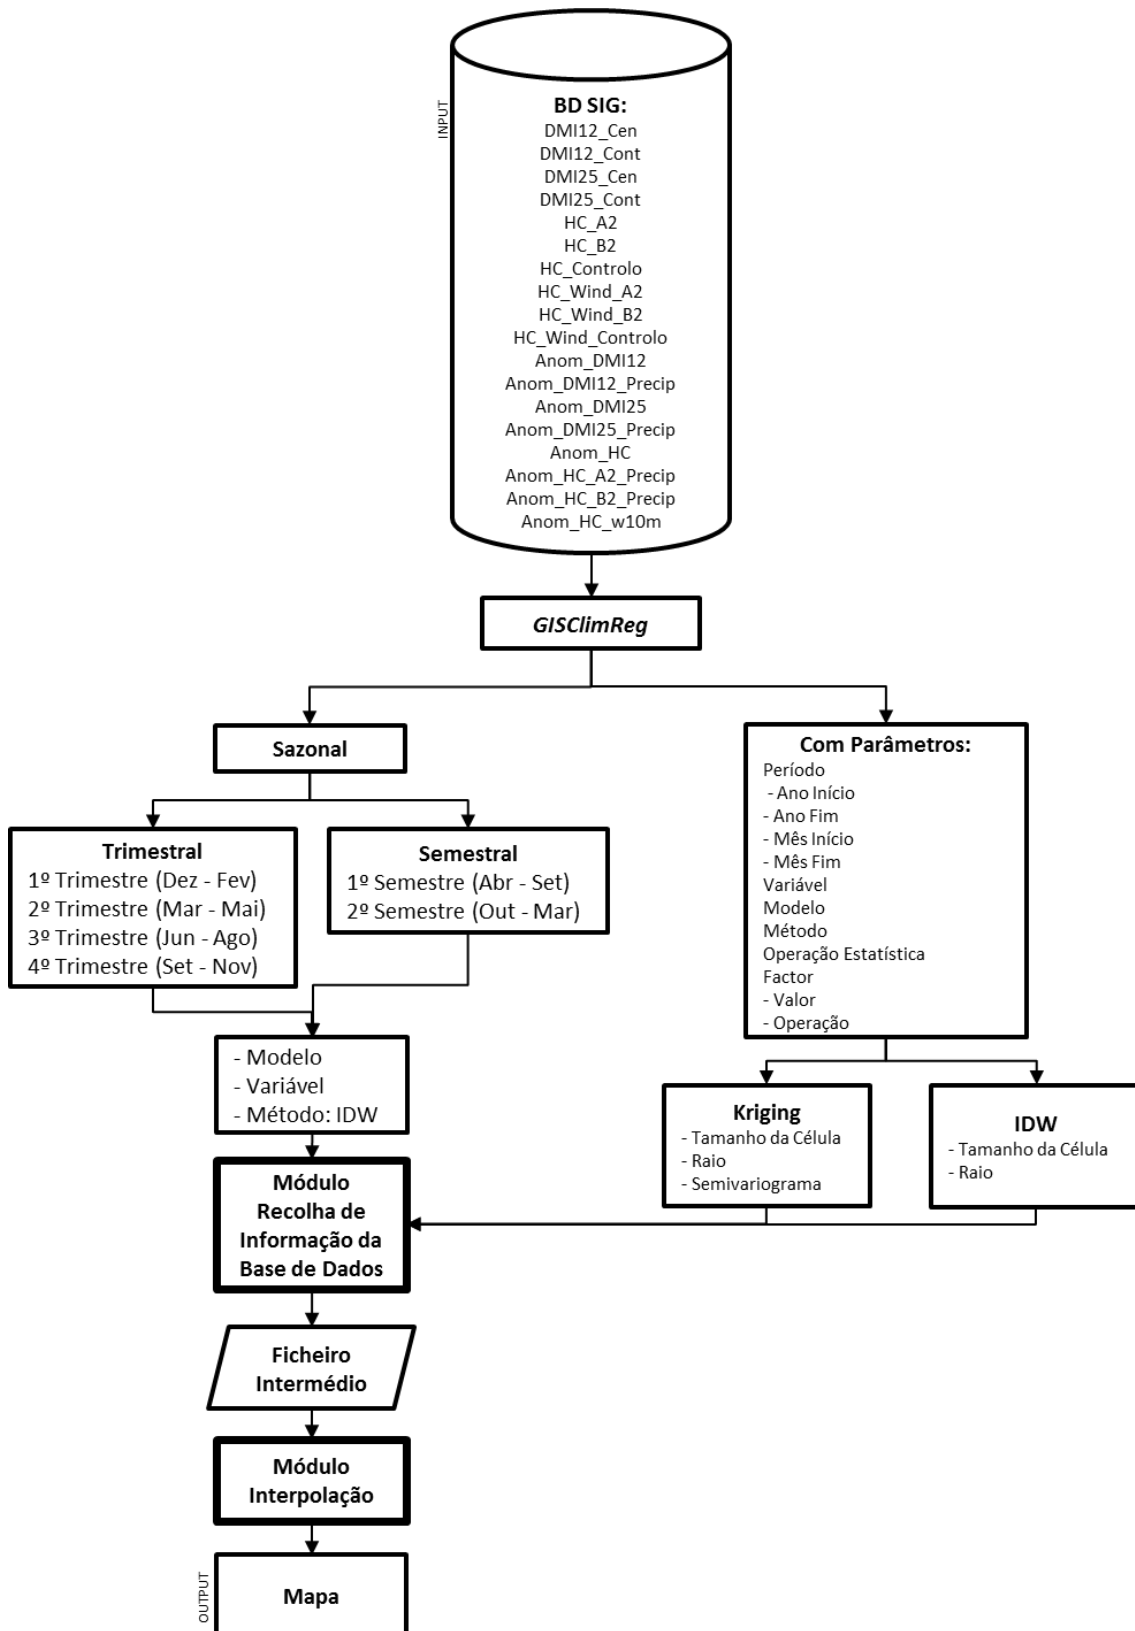 INPUT
BD SIG:
DMI12_Cen
DMI12_Cont
DMI25_Cen
DMI25_Cont
HC_A2
HC_B2
HC_Controlo
HC_Wind_A2
HC_Wind_B2
HC_Wind_Controlo
Anom_DMI12
Anom_DMI12_Precip
Anom_DMI25
Anom_DMI25_Precip
Anom_HC
Anom_HC_A2_Precip
Anom_HC_B2_Precip
Anom_HC_w10m
GISClimReg
Sazonal
Trimestral
1º Trimestre (Dez - Fev)
2º Trimestre (Mar - Mai)
3º Trimestre (Jun - Ago)
4º Trimestre (Set - Nov)
Semestral
1º Semestre (Abr - Set)
2º Semestre (Out - Mar)
- Modelo
- Variável
- Método: IDW
Com Parâmetros:
Período
- Ano Início
- Ano Fim
- Mês Início
- Mês Fim
Variável
Modelo
Método
Operação Estatística
Factor
- Valor
- Operação
Kriging
- Tamanho da Célula
- Raio
- Semivariograma
IDW
- Tamanho da Célula
- Raio
Módulo
Recolha de
Informação da
Base de Dados
Ficheiro
Intermédio
Módulo
Interpolação
OUTPUT
Mapa